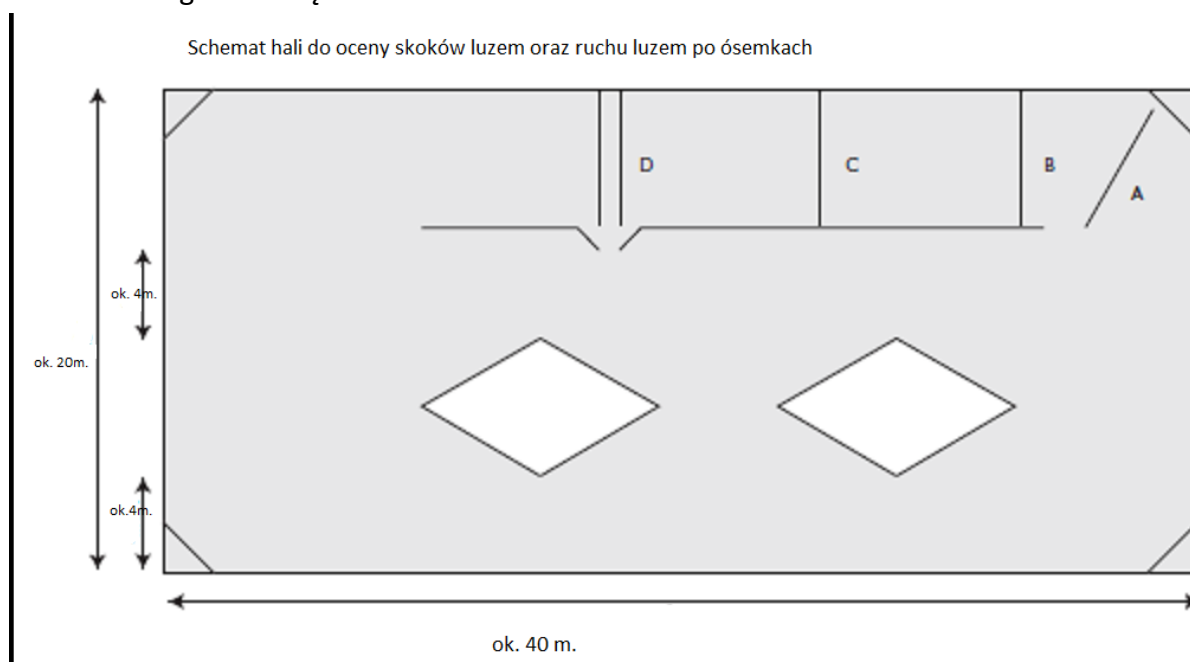 Schemat hali do oceny skoków luzem oraz ruchu luzem po ósemkach
D
C
B
A
ok. 4m.
ok. 20m.
ok.4m.
ok. 40 m.